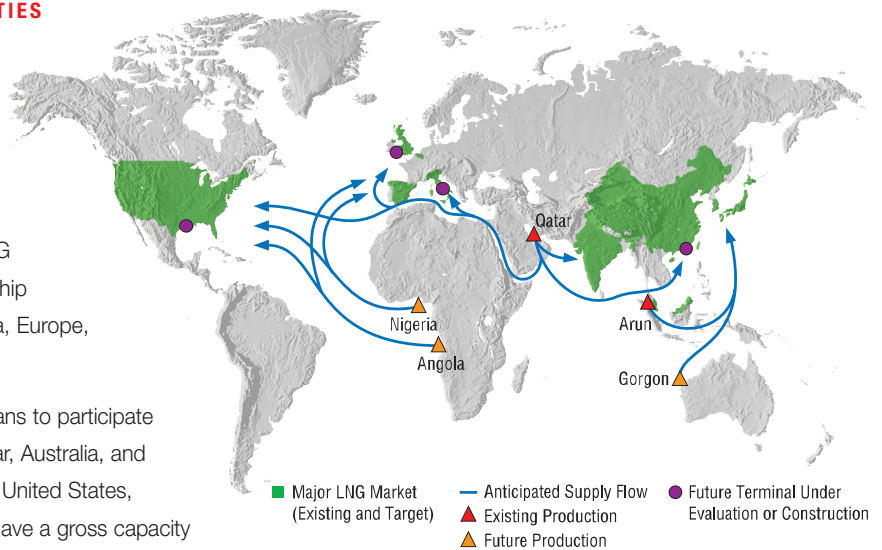 TIES
G
hip
a, Europe,
ans to participate
ar, Australia, and
United States,
ave a gross capacity
Qatar
Nigeria
Angola
Arun
Gorgon
Major LNG Market
(Existing and Target)
Anticipated Supply Flow
Existing Production
Future Production
Future Terminal Under
Evaluation or Construction